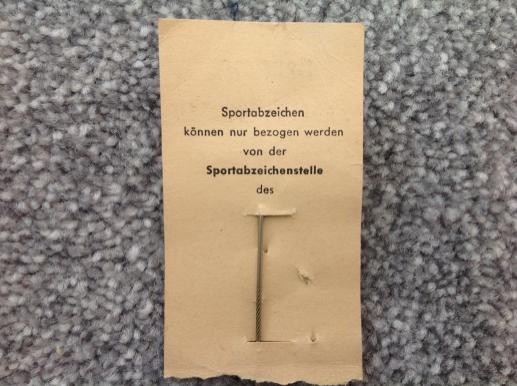 Sportabzeichen
können nur bezogen werden
von der
Sportabzeichenstelle
des